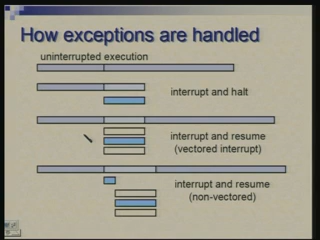 How exceptions are handled
uninterrupted execution
interrupt and halt
interrupt and resume
(vectored interrupt)
interrupt and resume
(non-vectored)